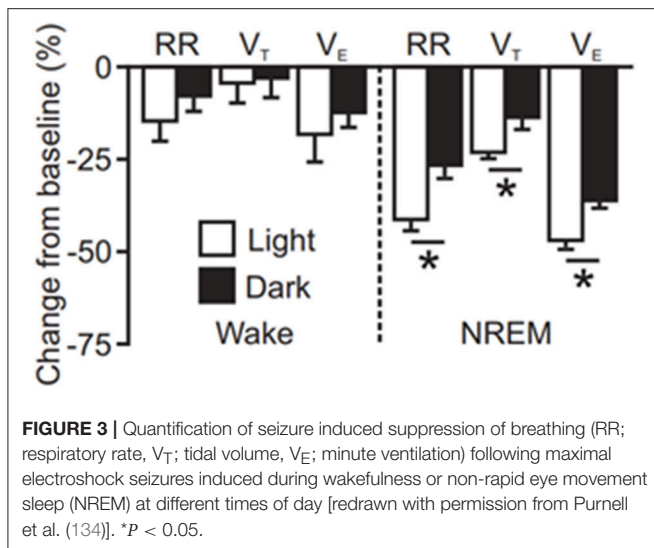 RR V_T V_E RR V_T V_E
Change from baseline (%)
0
-25
-50
-75
Light
Dark
Wake
NREM
*
*
*
FIGURE 3 | Quantification of seizure induced suppression of breathing (RR;
respiratory rate, V_T; tidal volume, V_E; minute ventilation) following maximal
electroshock seizures induced during wakefulness or non-rapid eye movement
sleep (NREM) at different times of day [redrawn with permission from Purnell
et al. (134)]. *P < 0.05.